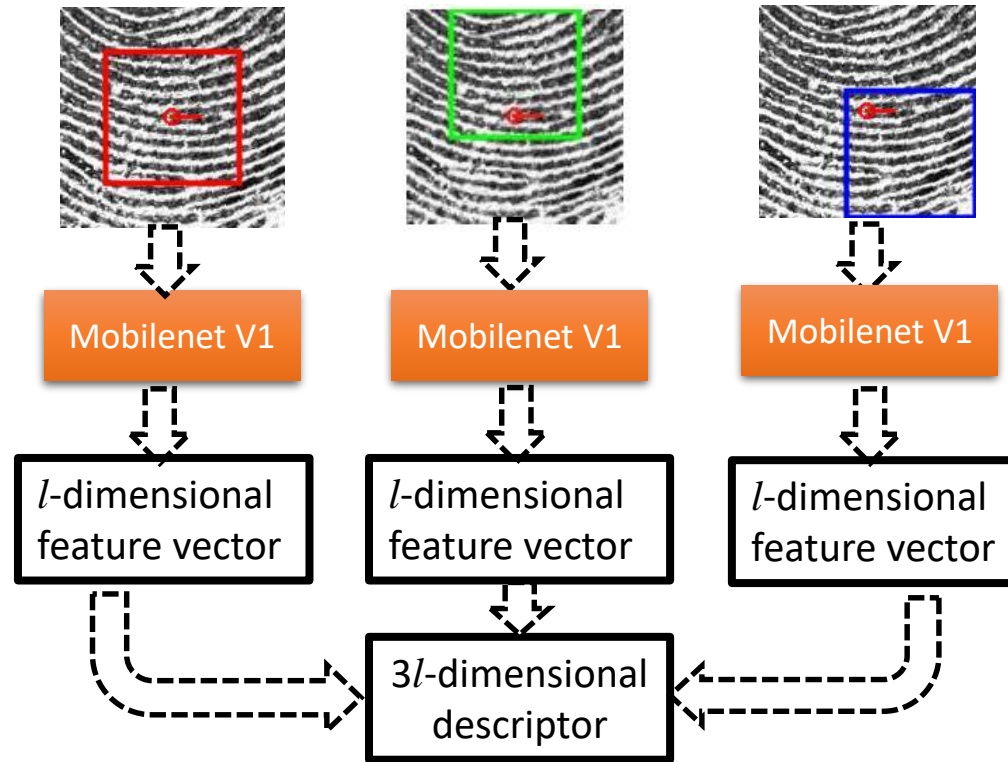 Mobilenet V1
Mobilenet V1
Mobilenet V1
l-dimensional
feature vector
l-dimensional
feature vector
l-dimensional
feature vector
3l-dimensional
descriptor